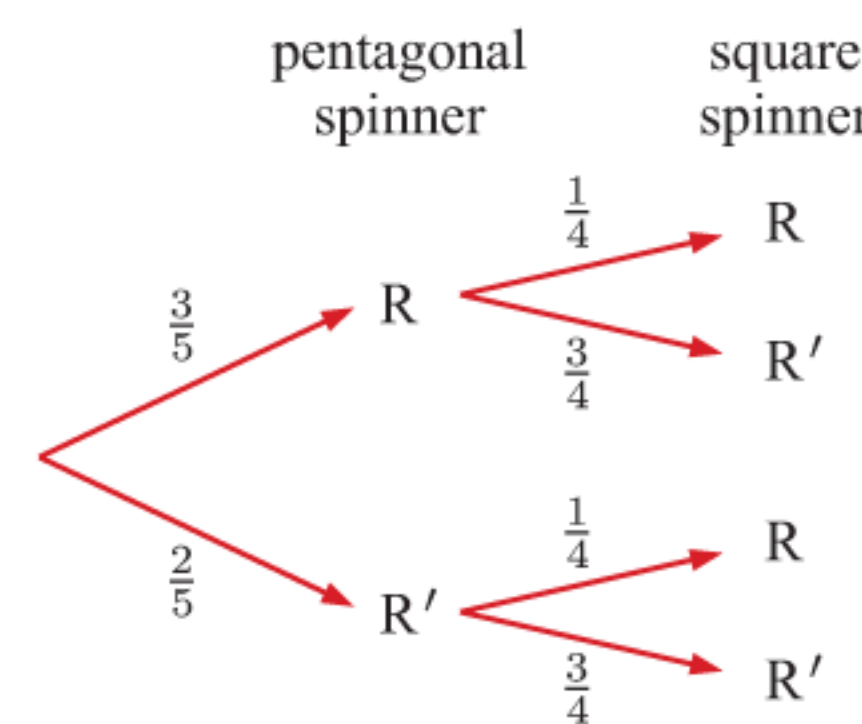 pentagonal spinner
square spinner
3/5
R
1/4
R
3/4
R′
2/5
R′
1/4
R
3/4
R′